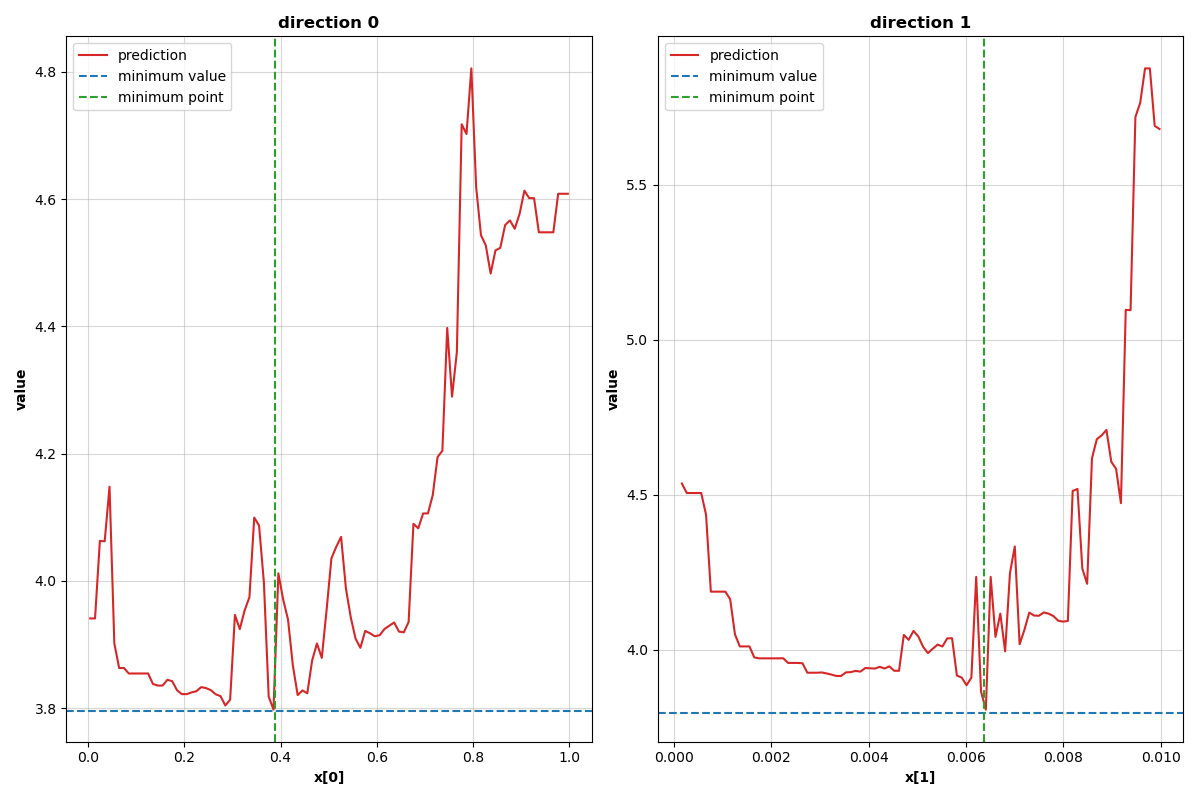 direction 0
prediction
minimum value
minimum point
4.8
4.6
4.4
4.2
4.0
3.8
value
0.0 0.2 0.4 0.6 0.8 1.0
x[0]
direction 1
prediction
minimum value
minimum point
5.5
5.0
4.5
4.0
value
0.000 0.002 0.004 0.006 0.008 0.010
x[1]